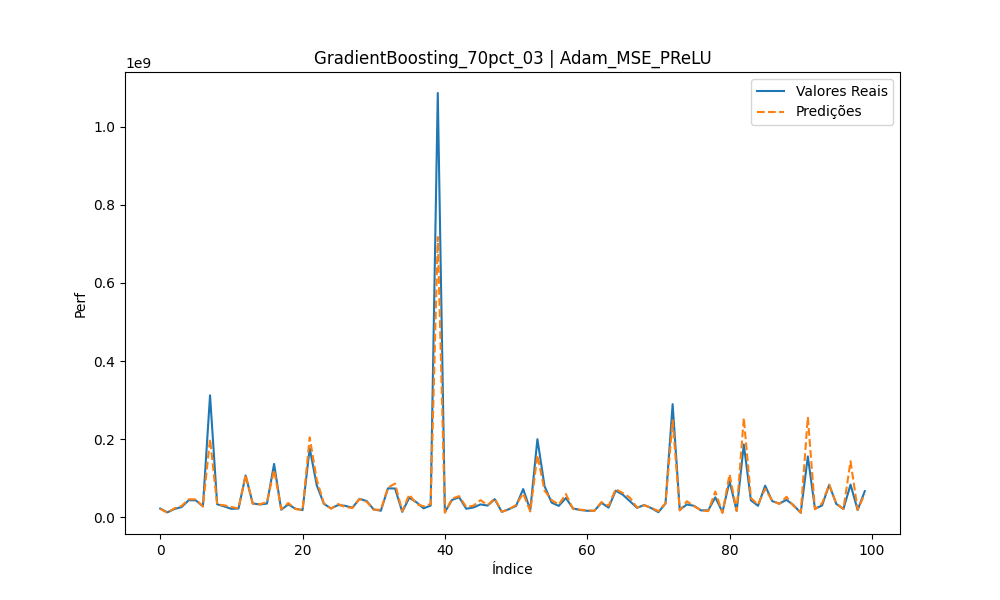 GradientBoosting_70pct_03 | Adam_MSE_PReLU
1e9
Valores Reais
Predições
1.0
0.8
0.6
0.4
0.2
0.0
Perf
0
20
40
60
80
100
Índice